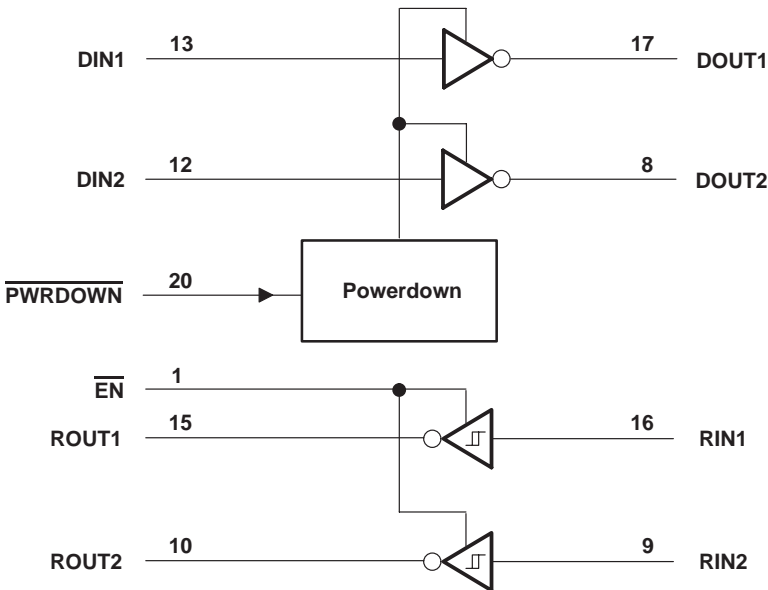 DIN1 13 17 DOUT1
DIN2 12 8 DOUT2
PWRDOWN 20 Powerdown
EN 1
ROUT1 15 16 RIN1
ROUT2 10 9 RIN2